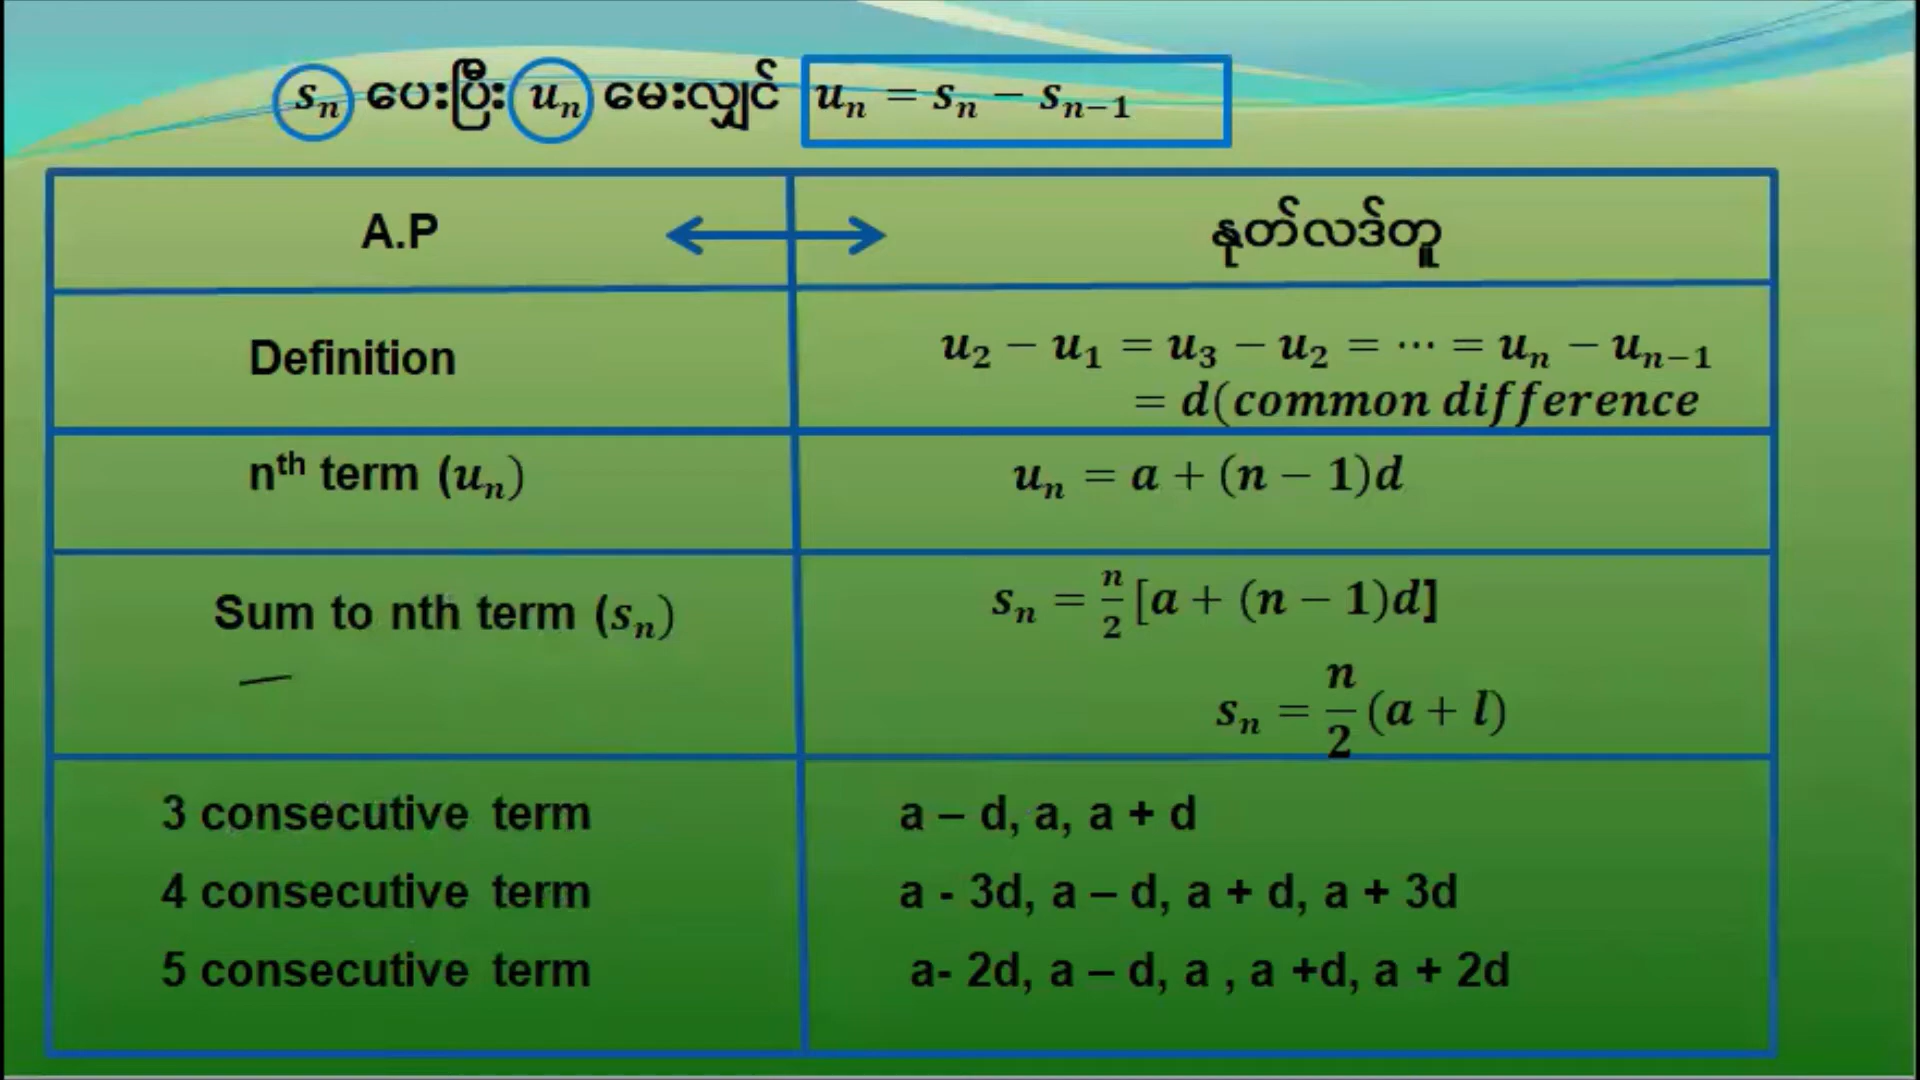 sₙ ပေးပြီး uₙ မေးလျှင် uₙ = sₙ − sₙ₋₁
A.P နုတ်လဒ်တူ
Definition u₂ − u₁ = u₃ − u₂ = ⋯ = uₙ − uₙ₋₁
= d(common difference
nᵗʰ term (uₙ) uₙ = a + (n − 1)d
Sum to nth term (sₙ) sₙ = n/2 [a + (n − 1)d]
sₙ = n/2 (a + l)
3 consecutive term a – d, a, a + d
4 consecutive term a - 3d, a – d, a + d, a + 3d
5 consecutive term a- 2d, a – d, a , a +d, a + 2d